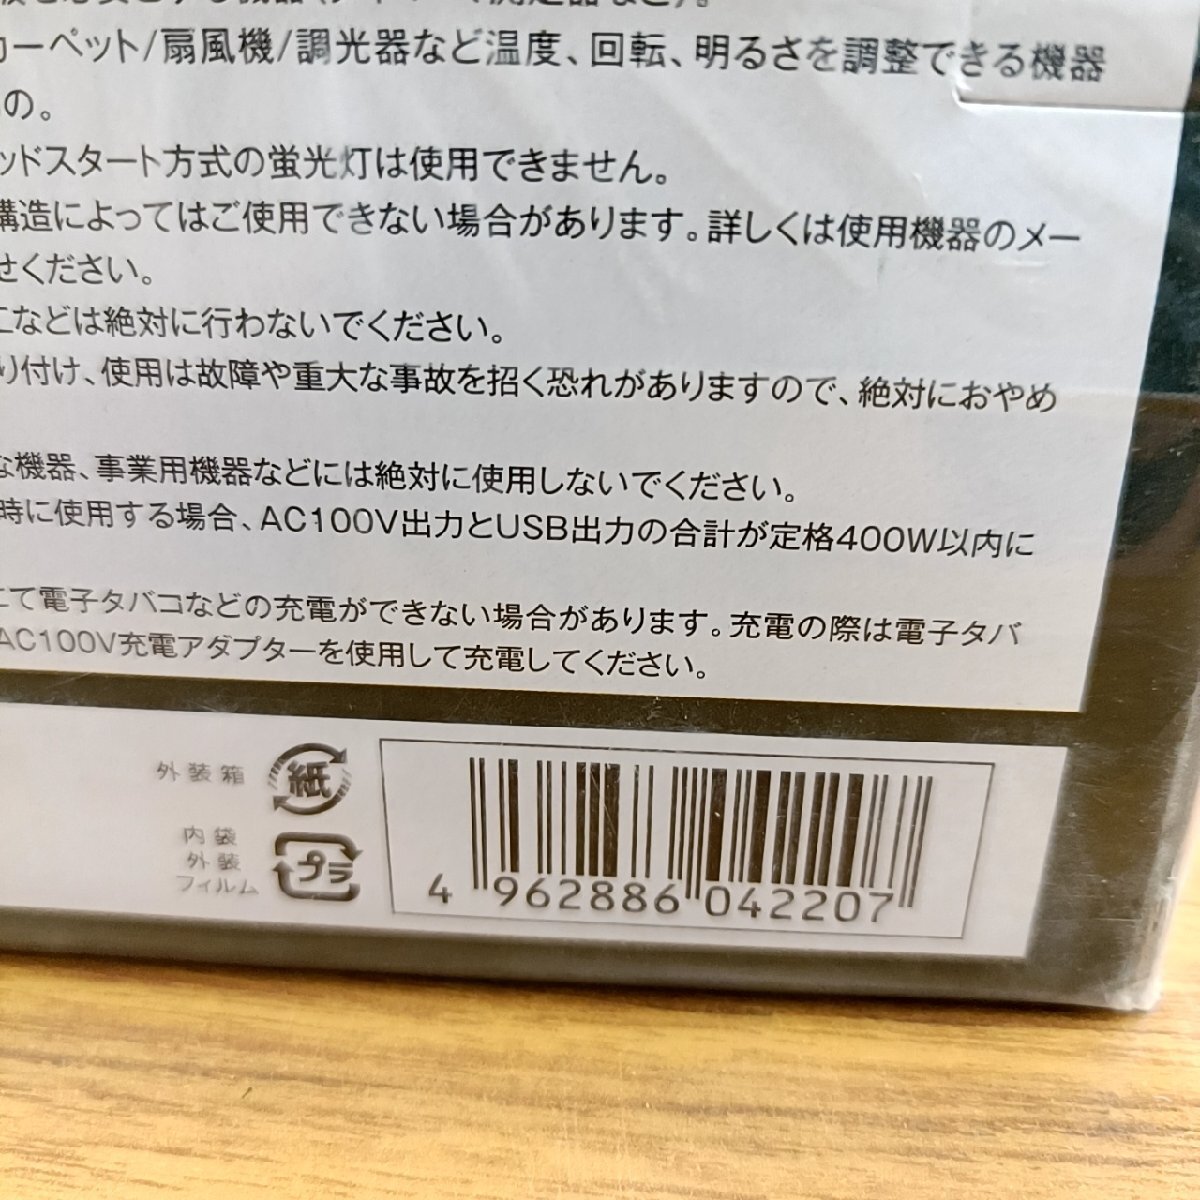 カーペット/扇風機/調光器など温度、回転、明るさを調整できる機器
の。
ッドスタート方式の蛍光灯は使用できません。
構造によってはご使用できない場合があります。詳しくは使用機器のメー
せください。
などは絶対に行わないでください。
り付け、使用は故障や重大な事故を招く恐れがありますので、絶対におやめ
な機器、事業用機器などには絶対に使用しないでください。
時に使用する場合、AC100V出力とUSB出力の合計が定格400W以内に
にて電子タバコなどの充電ができない場合があります。充電の際は電子タバ
AC100V充電アダプターを使用して充電してください。
外装箱
紙
内袋
外装
フィルム
プラ
4 962886 042207